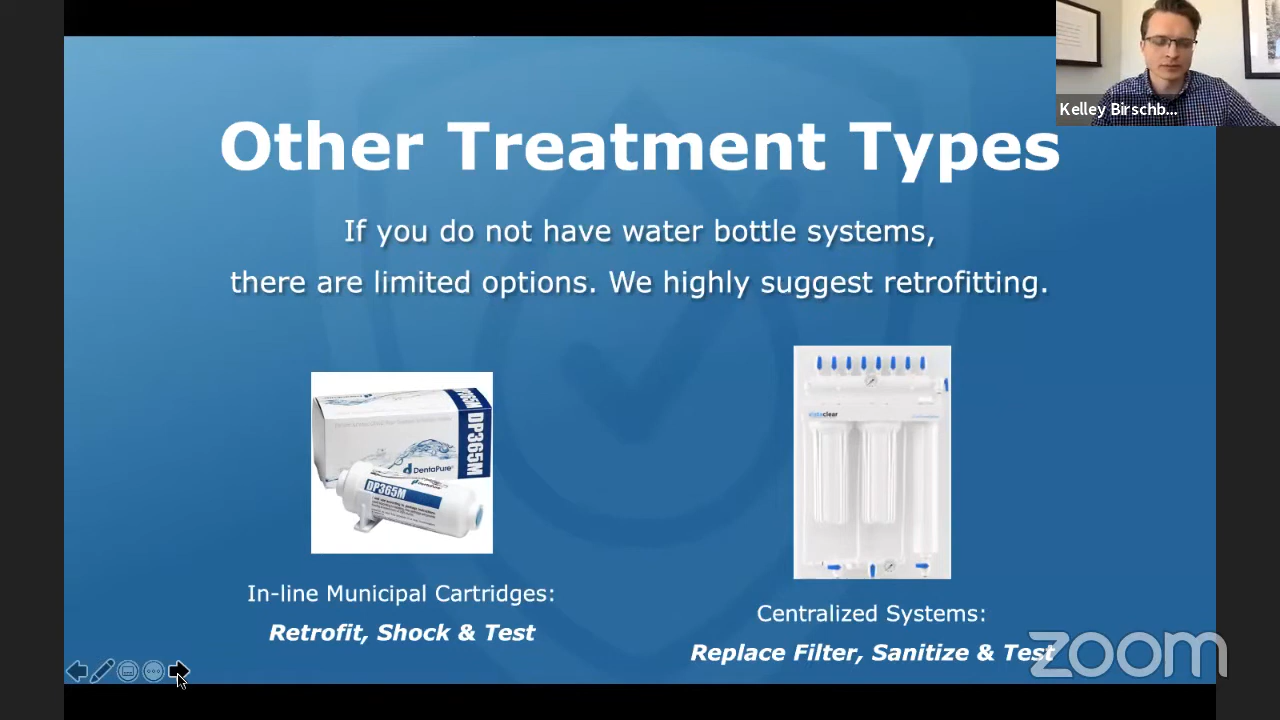 Kelley Birschb...
Other Treatment Types
If you do not have water bottle systems,
there are limited options. We highly suggest retrofitting.
DP365M
DentaPure
DP365M
DentaPure
clear
In-line Municipal Cartridges:
Retrofit, Shock & Test
Centralized Systems:
Replace Filter, Sanitize & Test
zoom